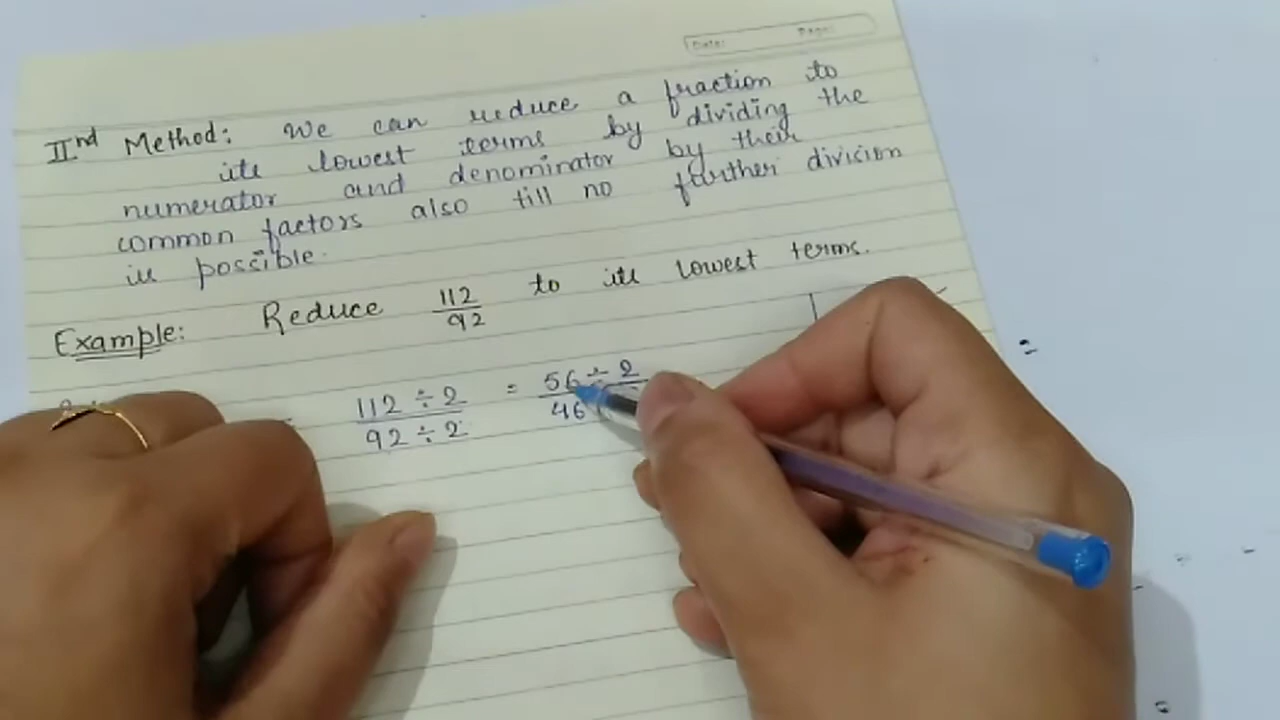 Date: Page:
IInd Method: We can reduce a fraction to
its lowest terms by dividing the
numerator and denominator by their
common factors also till no further division
is possible.
Example: Reduce 112/92 to its lowest terms.
= 112 ÷ 2 / 92 ÷ 2 = 56 ÷ 2 / 46